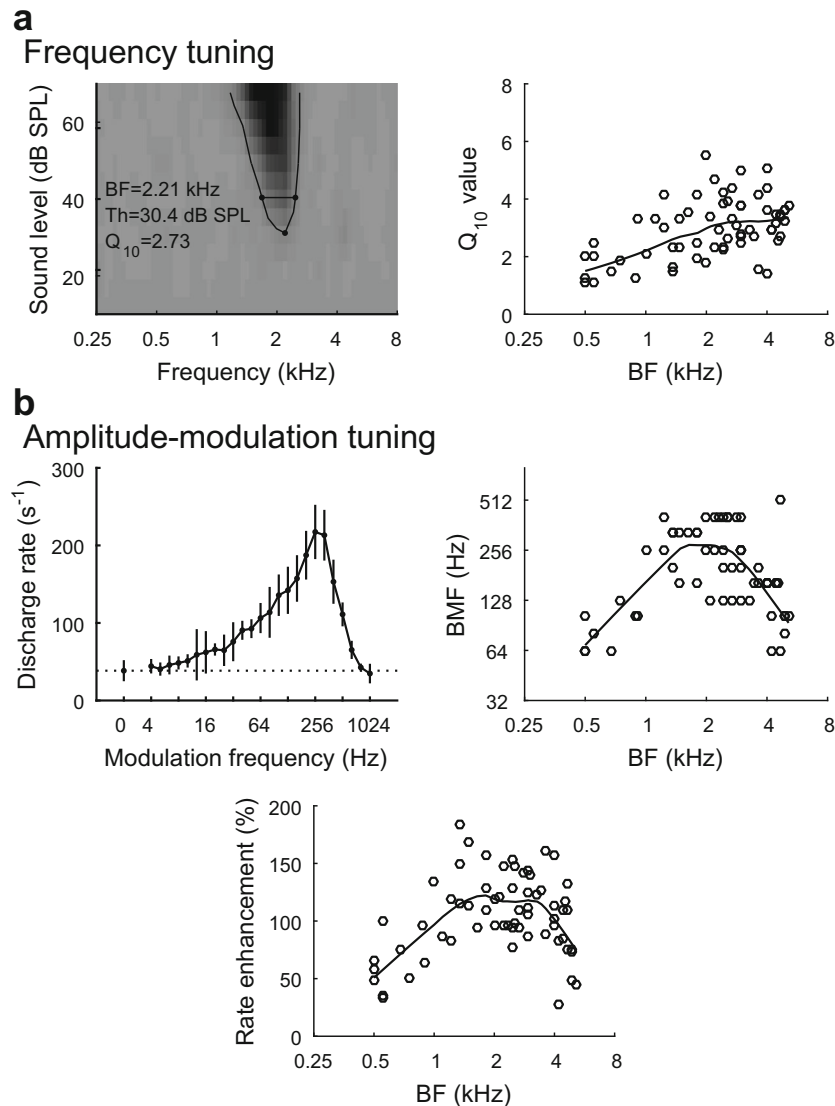 a
Frequency tuning
Sound level (dB SPL)
60
40
20
BF=2.21 kHz
Th=30.4 dB SPL
Q10=2.73
0.25 0.5 1 2 4 8
Frequency (kHz)
Q10 value
8
6
4
2
0
0.25 0.5 1 2 4 8
BF (kHz)
b
Amplitude-modulation tuning
Discharge rate (s-1)
300
200
100
0
0 4 16 64 256 1024
Modulation frequency (Hz)
BMF (Hz)
512
256
128
64
32
0.25 0.5 1 2 4 8
BF (kHz)
Rate enhancement (%)
200
150
100
50
0
0.25 0.5 1 2 4 8
BF (kHz)